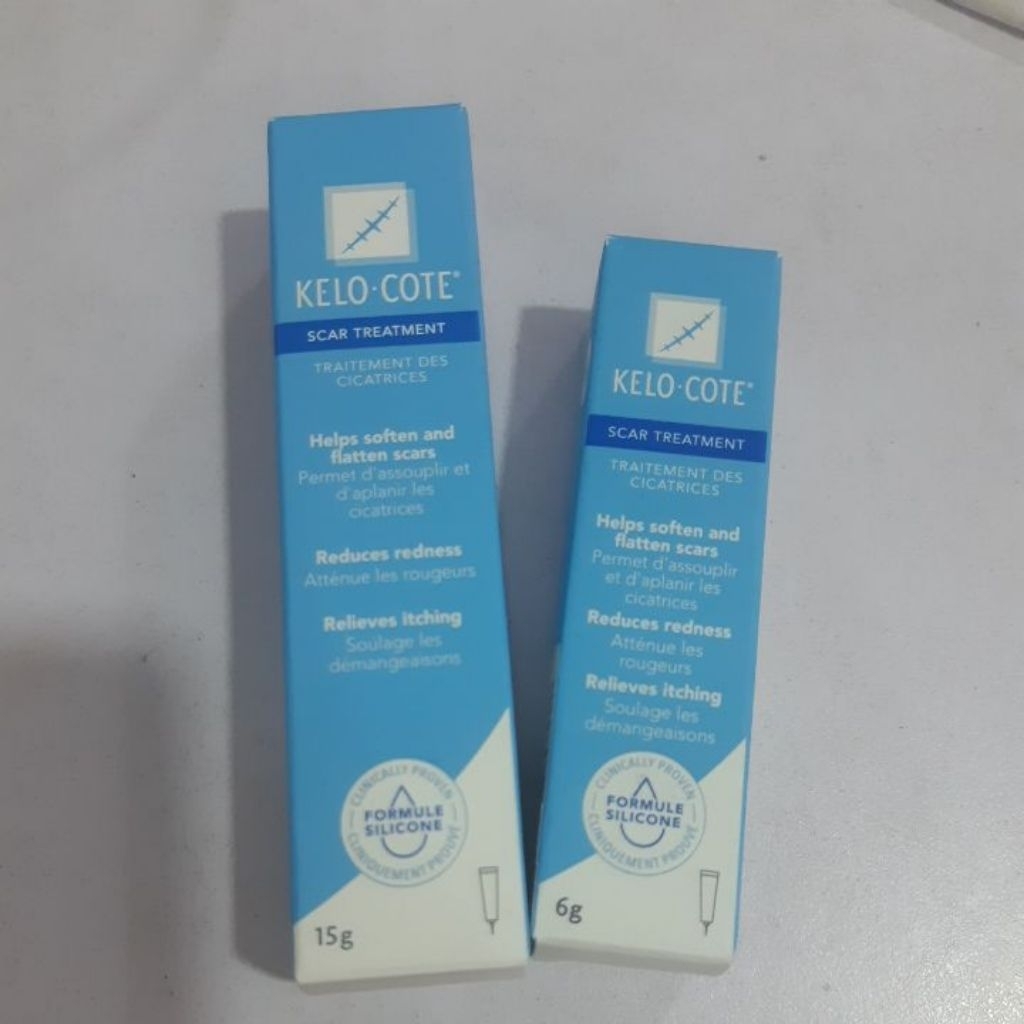 KELO·COTE®
SCAR TREATMENT
TRAITEMENT DES
CICATRICES
Helps soften and
flatten scars
Permet d'assouplir et
d'aplanir les
cicatrices
Reduces redness
Atténue les rougeurs
Relieves itching
Soulage les
démangeaisons
CLINICALLY PROVEN
FORMULE
SILICONE
CLINIQUEMENT PROUVÉ
15g
KELO·COTE®
SCAR TREATMENT
TRAITEMENT DES
CICATRICES
Helps soften and
flatten scars
Permet d'assouplir
et d'aplanir les
cicatrices
Reduces redness
Atténue les
rougeurs
Relieves itching
Soulage les
démangeaisons
CLINICALLY PROVEN
FORMULE
SILICONE
CLINIQUEMENT PROUVÉ
6g